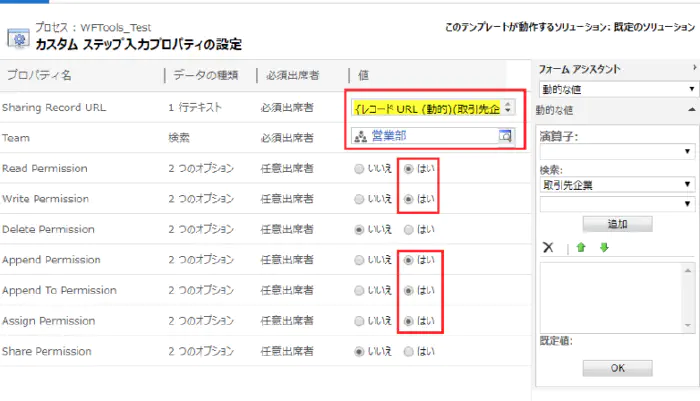 プロセス : WFTools_Test
カスタム ステップ入力プロパティの設定
このテンプレートが動作するソリューション: 既定のソリューション
プロパティ名 データの種類 必須出席者 値
Sharing Record URL 1 行テキスト 必須出席者 {レコード URL (動的)(取引先企
Team 検索 必須出席者 営業部
Read Permission 2 つのオプション 任意出席者 いいえ はい
Write Permission 2 つのオプション 任意出席者 いいえ はい
Delete Permission 2 つのオプション 任意出席者 いいえ はい
Append Permission 2 つのオプション 任意出席者 いいえ はい
Append To Permission 2 つのオプション 任意出席者 いいえ はい
Assign Permission 2 つのオプション 任意出席者 いいえ はい
Share Permission 2 つのオプション 任意出席者 いいえ はい
フォーム アシスタント
動的な値
動的な値
演算子:
検索:
取引先企業
追加
既定値:
OK